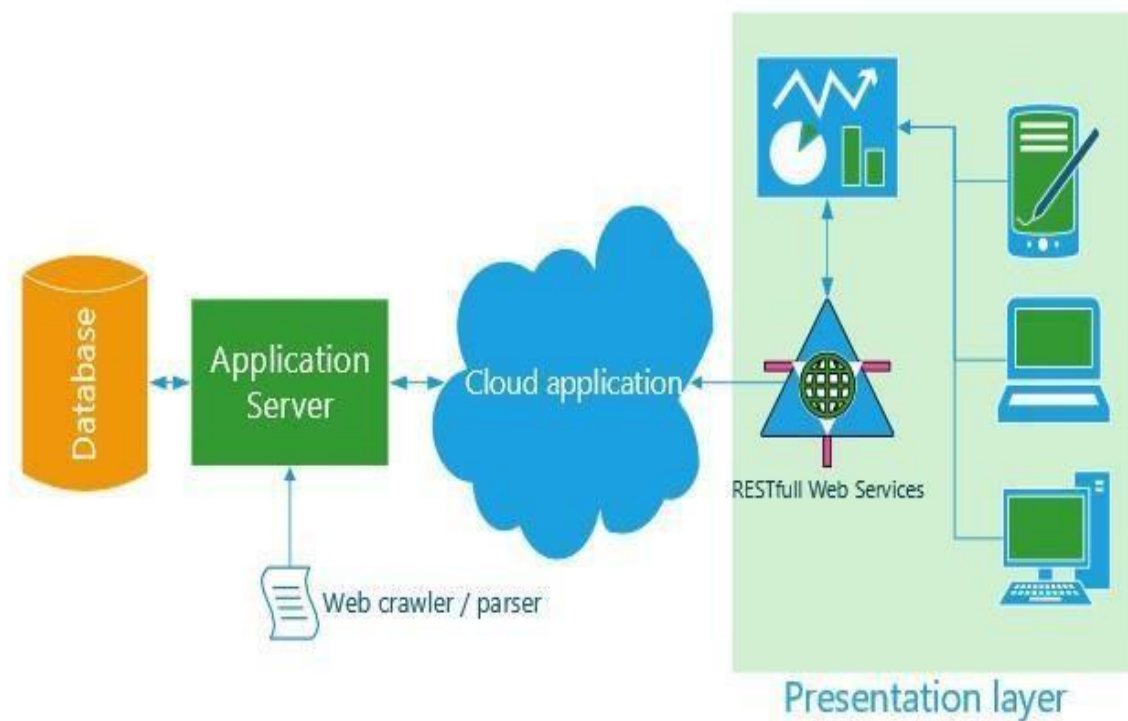 Database
Application
Server
Cloud application
RESTfull Web Services
Web crawler / parser
Presentation layer